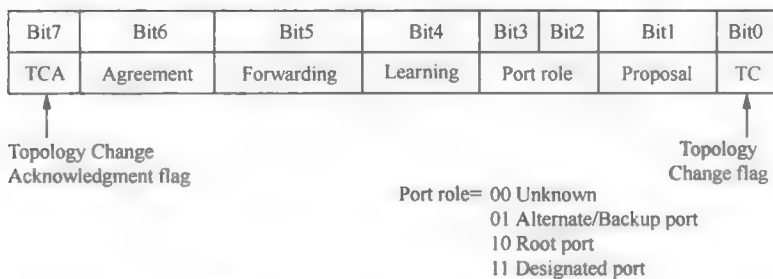 Bit7 Bit6 Bit5 Bit4 Bit3 Bit2 Bit1 Bit0
TCA Agreement Forwarding Learning Port role Proposal TC
Topology Change
Acknowledgment flag
Topology
Change flag
Port role= 00 Unknown
01 Alternate/Backup port
10 Root port
11 Designated port